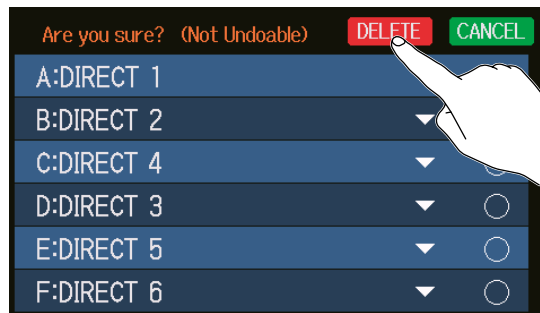 Are you sure? (Not Undoable) DELETE CANCEL
A:DIRECT 1
B:DIRECT 2
C:DIRECT 4
D:DIRECT 3
E:DIRECT 5
F:DIRECT 6